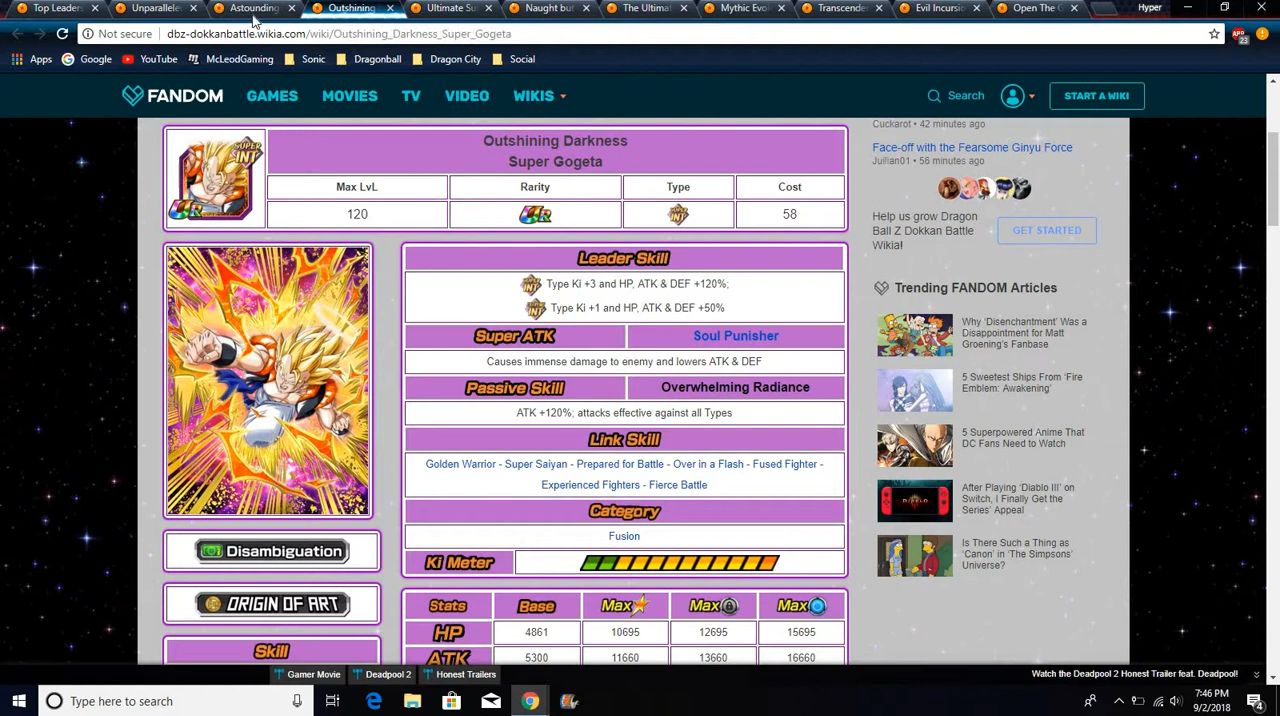 Top Leaders
Unparallele
Astounding
Outshining
Ultimate Su
Naught but
The Ultimat
Mythic Evol
Transcende
Evil Incursio
Open The G
Hyper
Not secure
dbz-dokkanbattle.wikia.com/wiki/Outshining_Darkness_Super_Gogeta
Apps
Google
YouTube
McLeodGaming
Sonic
Dragonball
Dragon City
Social
FANDOM
GAMES
MOVIES
TV
VIDEO
WIKIS
Search
START A WIKI
Outshining Darkness
Super Gogeta
SUPER INT
UR
Max LvL
Rarity
Type
Cost
120
UR
58
Leader Skill
Type Ki +3 and HP, ATK & DEF +120%;
Type Ki +1 and HP, ATK & DEF +50%
Super ATK
Soul Punisher
Causes immense damage to enemy and lowers ATK & DEF
Passive Skill
Overwhelming Radiance
ATK +120%; attacks effective against all Types
Link Skill
Golden Warrior - Super Saiyan - Prepared for Battle - Over in a Flash - Fused Fighter -
Experienced Fighters - Fierce Battle
Category
Fusion
Ki Meter
Disambiguation
ORIGIN OF ART
Skill
Stats
Base
Max
Max
Max
HP
4861
10695
12695
15695
ATK
5300
11660
13660
16660
Cuckarot • 42 minutes ago
Face-off with the Fearsome Ginyu Force
Julian01 • 56 minutes ago
Help us grow Dragon
Ball Z Dokkan Battle
Wikia!
GET STARTED
Trending FANDOM Articles
Why 'Disenchantment' Was a
Disappointment for Matt
Groening's Fanbase
5 Sweetest Ships From 'Fire
Emblem: Awakening'
5 Superpowered Anime That
DC Fans Need to Watch
After Playing 'Diablo III' on
Switch, I Finally Get the
Series' Appeal
Is There Such a Thing as
'Canon' in 'The Simpsons'
Universe?
Gamer Movie
Deadpool 2
Honest Trailers
Watch the Deadpool 2 Honest Trailer feat. Deadpool!
Type here to search
7:46 PM
9/2/2018
4